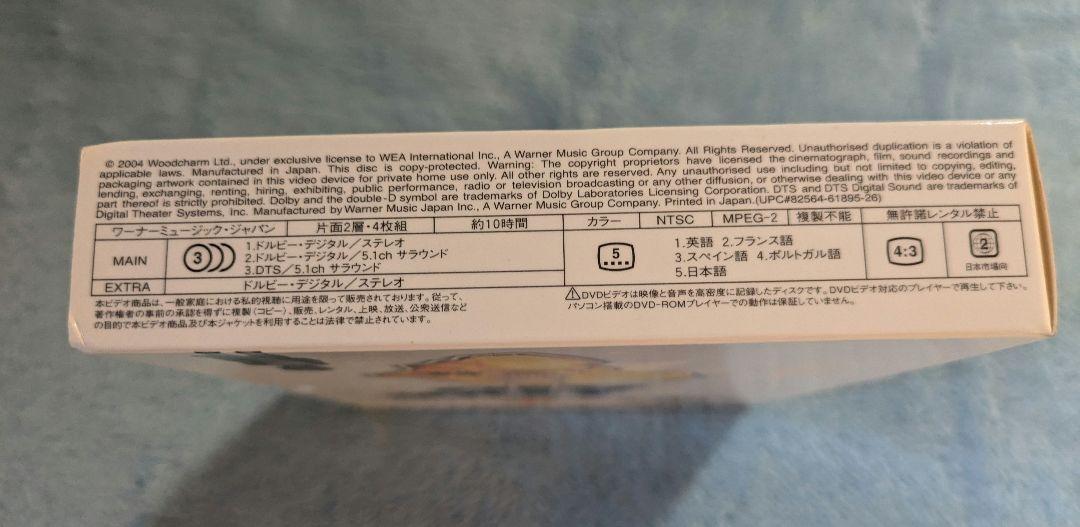 © 2004 Woodcharm Ltd., under exclusive license to WEA International Inc., A Warner Music Group Company. All Rights Reserved. Unauthorised duplication is a violation of
applicable laws. Manufactured in Japan. This disc is copy-protected. Warning: The copyright proprietors have licensed the cinematograph, film, sound recordings and
packaging artwork contained in this video device for private home use only. All other rights are reserved. Any unauthorised use including but not limited to copying, editing,
lending, exchanging, renting, hiring, exhibiting, public performance, radio or television broadcasting or any other diffusion, or otherwise dealing with this video device or any
part thereof is strictly prohibited. Dolby and the double-D symbol are trademarks of Dolby Laboratories Licensing Corporation. DTS and DTS Digital Sound are trademarks of
Digital Theater Systems, Inc. Manufactured by Warner Music Japan Inc., A Warner Music Group Company. Printed in Japan.(UPC#82564-61895-26)
ワーナーミュージック・ジャパン 片面2層・4枚組 約10時間 カラー NTSC MPEG-2 複製不能 無許諾レンタル禁止
MAIN 3
1.ドルビー・デジタル/ステレオ
2.ドルビー・デジタル/5.1ch サラウンド
3.DTS/5.1ch サラウンド
EXTRA ドルビー・デジタル/ステレオ
5
1.英語 2.フランス語
3.スペイン語 4.ポルトガル語
5.日本語
4:3
2
日本市場向
本ビデオ商品は、一般家庭における私的視聴に用途を限って販売されております。従って、
著作権者の事前の承認を得ずに複製(コピー)、販売、レンタル、上映、放送、公衆送信など
の目的で本ビデオ商品及び本ジャケットを利用することは法律で禁止されています。
⚠DVDビデオは映像と音声を高密度に記録したディスクです。DVDビデオ対応のプレイヤーで再生して下さい。
パソコン搭載のDVD-ROMプレイヤーでの動作は保証していません。